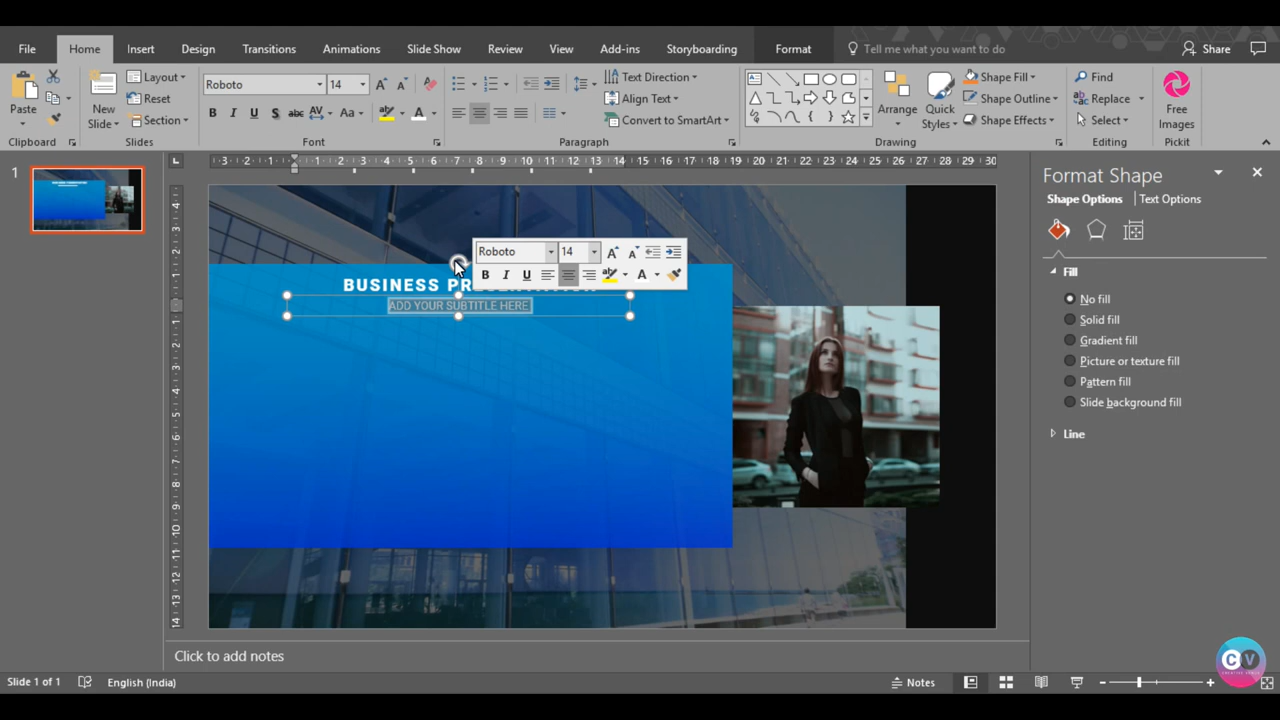 File Home Insert Design Transitions Animations Slide Show Review View Add-ins Storyboarding Format Tell me what you want to do Share
Paste New Slide Layout Reset Section Roboto 14 Text Direction Align Text Convert to SmartArt Arrange Quick Styles Shape Fill Shape Outline Shape Effects Find Replace Select Free Images
Clipboard Slides Font Paragraph Drawing Editing Pickit
1
Format Shape
Shape Options Text Options
Roboto 14
BUSINESS PRE
ADD YOUR SUBTITLE HERE
Fill
No fill
Solid fill
Gradient fill
Picture or texture fill
Pattern fill
Slide background fill
Line
Click to add notes
CV
Slide 1 of 1 English (India) Notes